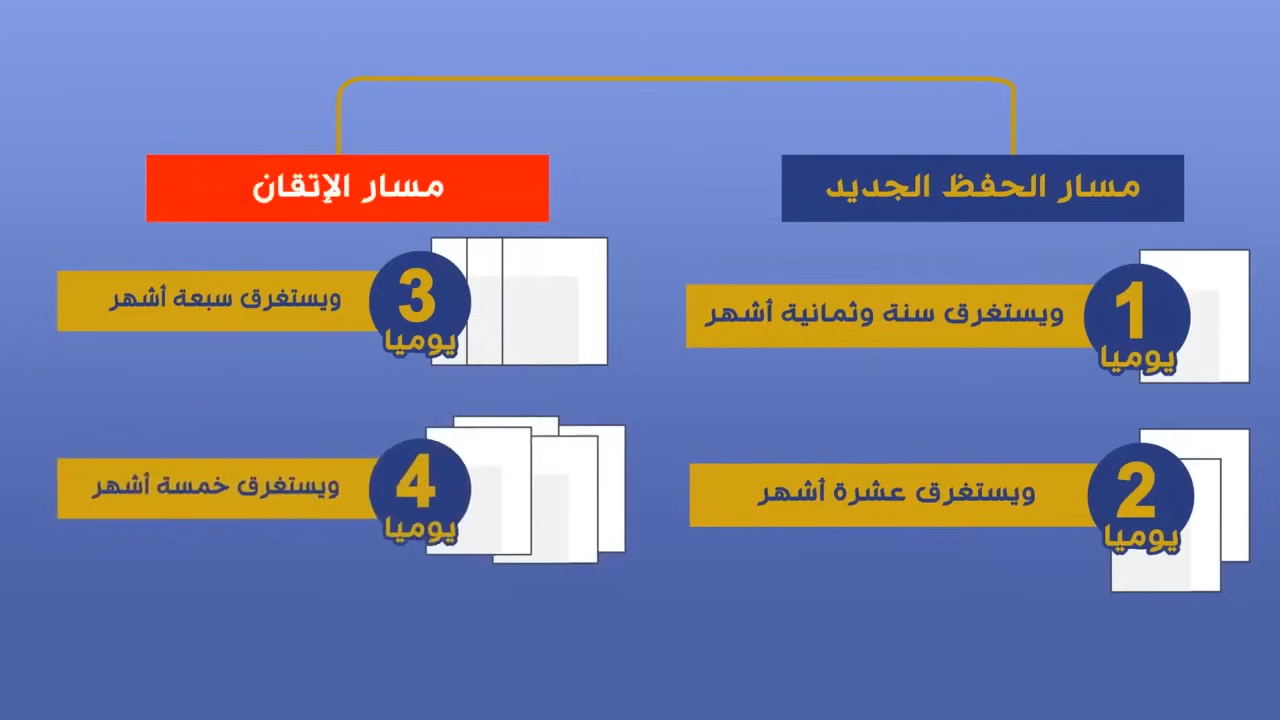 مسار الحفظ الجديد
1
يوميا
ويستغرق سنة وثمانية أشهر
2
يوميا
ويستغرق عشرة أشهر
مسار الإتقان
3
يوميا
ويستغرق سبعة أشهر
4
يوميا
ويستغرق خمسة أشهر